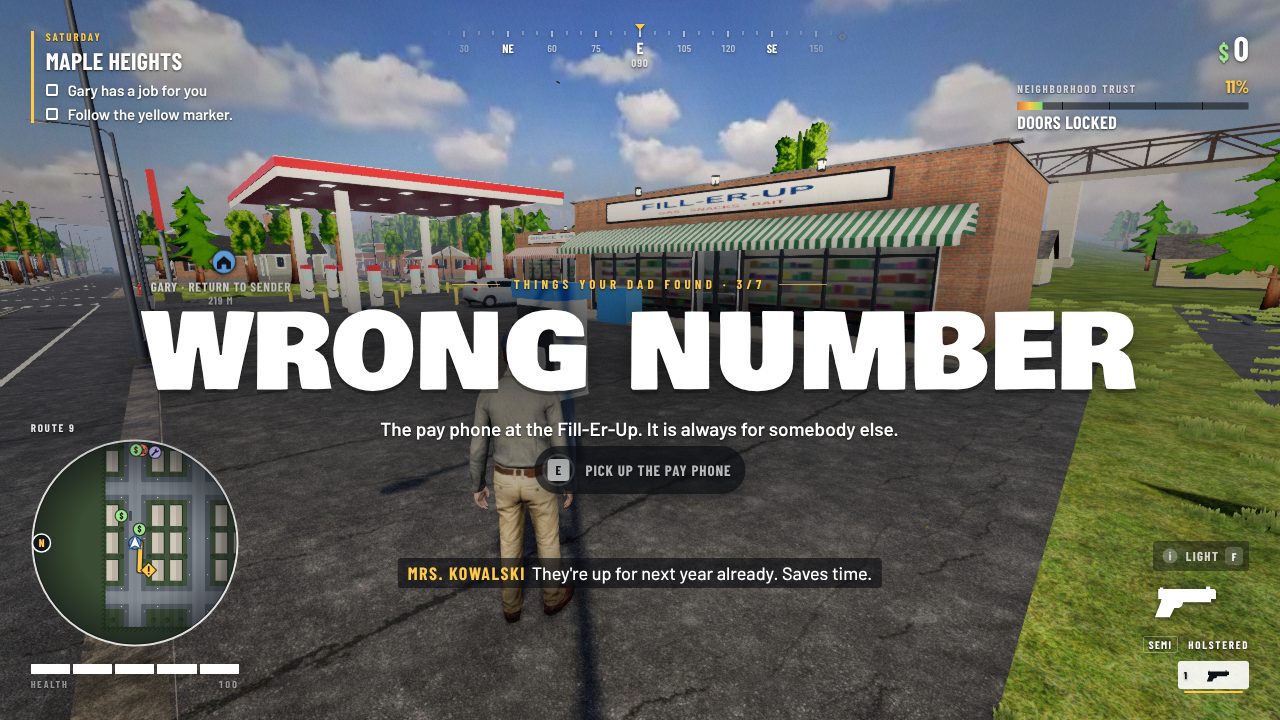 SATURDAY
MAPLE HEIGHTS
Gary has a job for you
Follow the yellow marker.
30 NE 60 75 E 105 120 SE 150
090
$0
NEIGHBORHOOD TRUST 11%
DOORS LOCKED
FILL-ER-UP
GAS · SNACKS · BAIT
GARY · RETURN TO SENDER
219 M
THINGS YOUR DAD FOUND · 3/7
WRONG NUMBER
The pay phone at the Fill-Er-Up. It is always for somebody else.
E PICK UP THE PAY PHONE
ROUTE 9
N
MRS. KOWALSKI They're up for next year already. Saves time.
LIGHT F
SEMI HOLSTERED
1
HEALTH 100